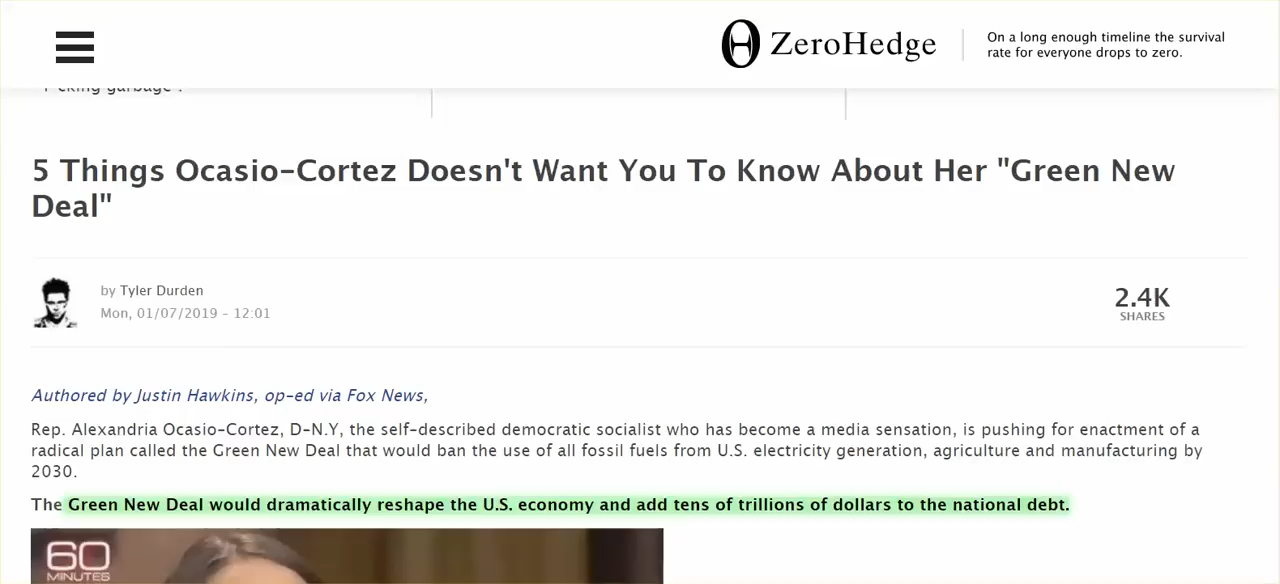 ZeroHedge
On a long enough timeline the survival
rate for everyone drops to zero.
5 Things Ocasio-Cortez Doesn't Want You To Know About Her "Green New
Deal"
by Tyler Durden
Mon, 01/07/2019 - 12:01
2.4K
SHARES
Authored by Justin Hawkins, op-ed via Fox News,
Rep. Alexandria Ocasio-Cortez, D-N.Y, the self-described democratic socialist who has become a media sensation, is pushing for enactment of a
radical plan called the Green New Deal that would ban the use of all fossil fuels from U.S. electricity generation, agriculture and manufacturing by
2030.
The Green New Deal would dramatically reshape the U.S. economy and add tens of trillions of dollars to the national debt.
60
MINUTES